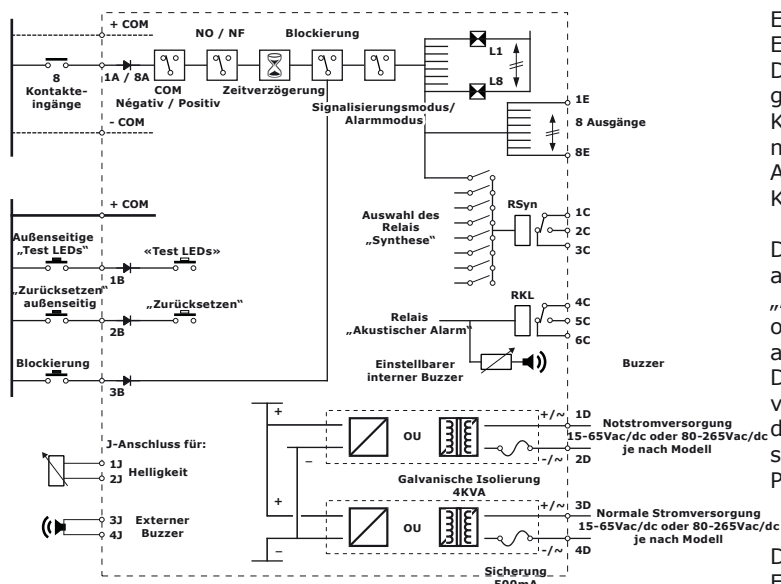 + COM
NO / NF
Blockierung
1A / 8A
8
Kontakte-
eingänge
COM
Négativ / Positiv
Zeitverzögerung
Signalisierungsmodus/
Alarmmodus
L1
L8
1E
8 Ausgänge
8E
- COM
+ COM
Außenseitige
„Test LEDs“
«Test LEDs»
1B
„Zurücksetzen“
außenseitig
„Zurücksetzen“
2B
Blockierung
3B
Auswahl des
Relais
„Synthese“
RSyn
1C
2C
3C
Relais
„Akustischer Alarm“
RKL
4C
5C
6C
Einstellbarer
interner Buzzer
Buzzer
J-Anschluss für:
1J
2J
Helligkeit
3J
4J
Externer
Buzzer
+
–
OU
+/~
1D
-/~
2D
Notstromversorgung
15-65Vac/dc oder 80-265Vac/dc
je nach Modell
Galvanische Isolierung
4KVA
+
–
OU
+/~
3D
-/~
4D
Normale Stromversorgung
15-65Vac/dc oder 80-265Vac/dc
je nach Modell
Sicherung
500mA